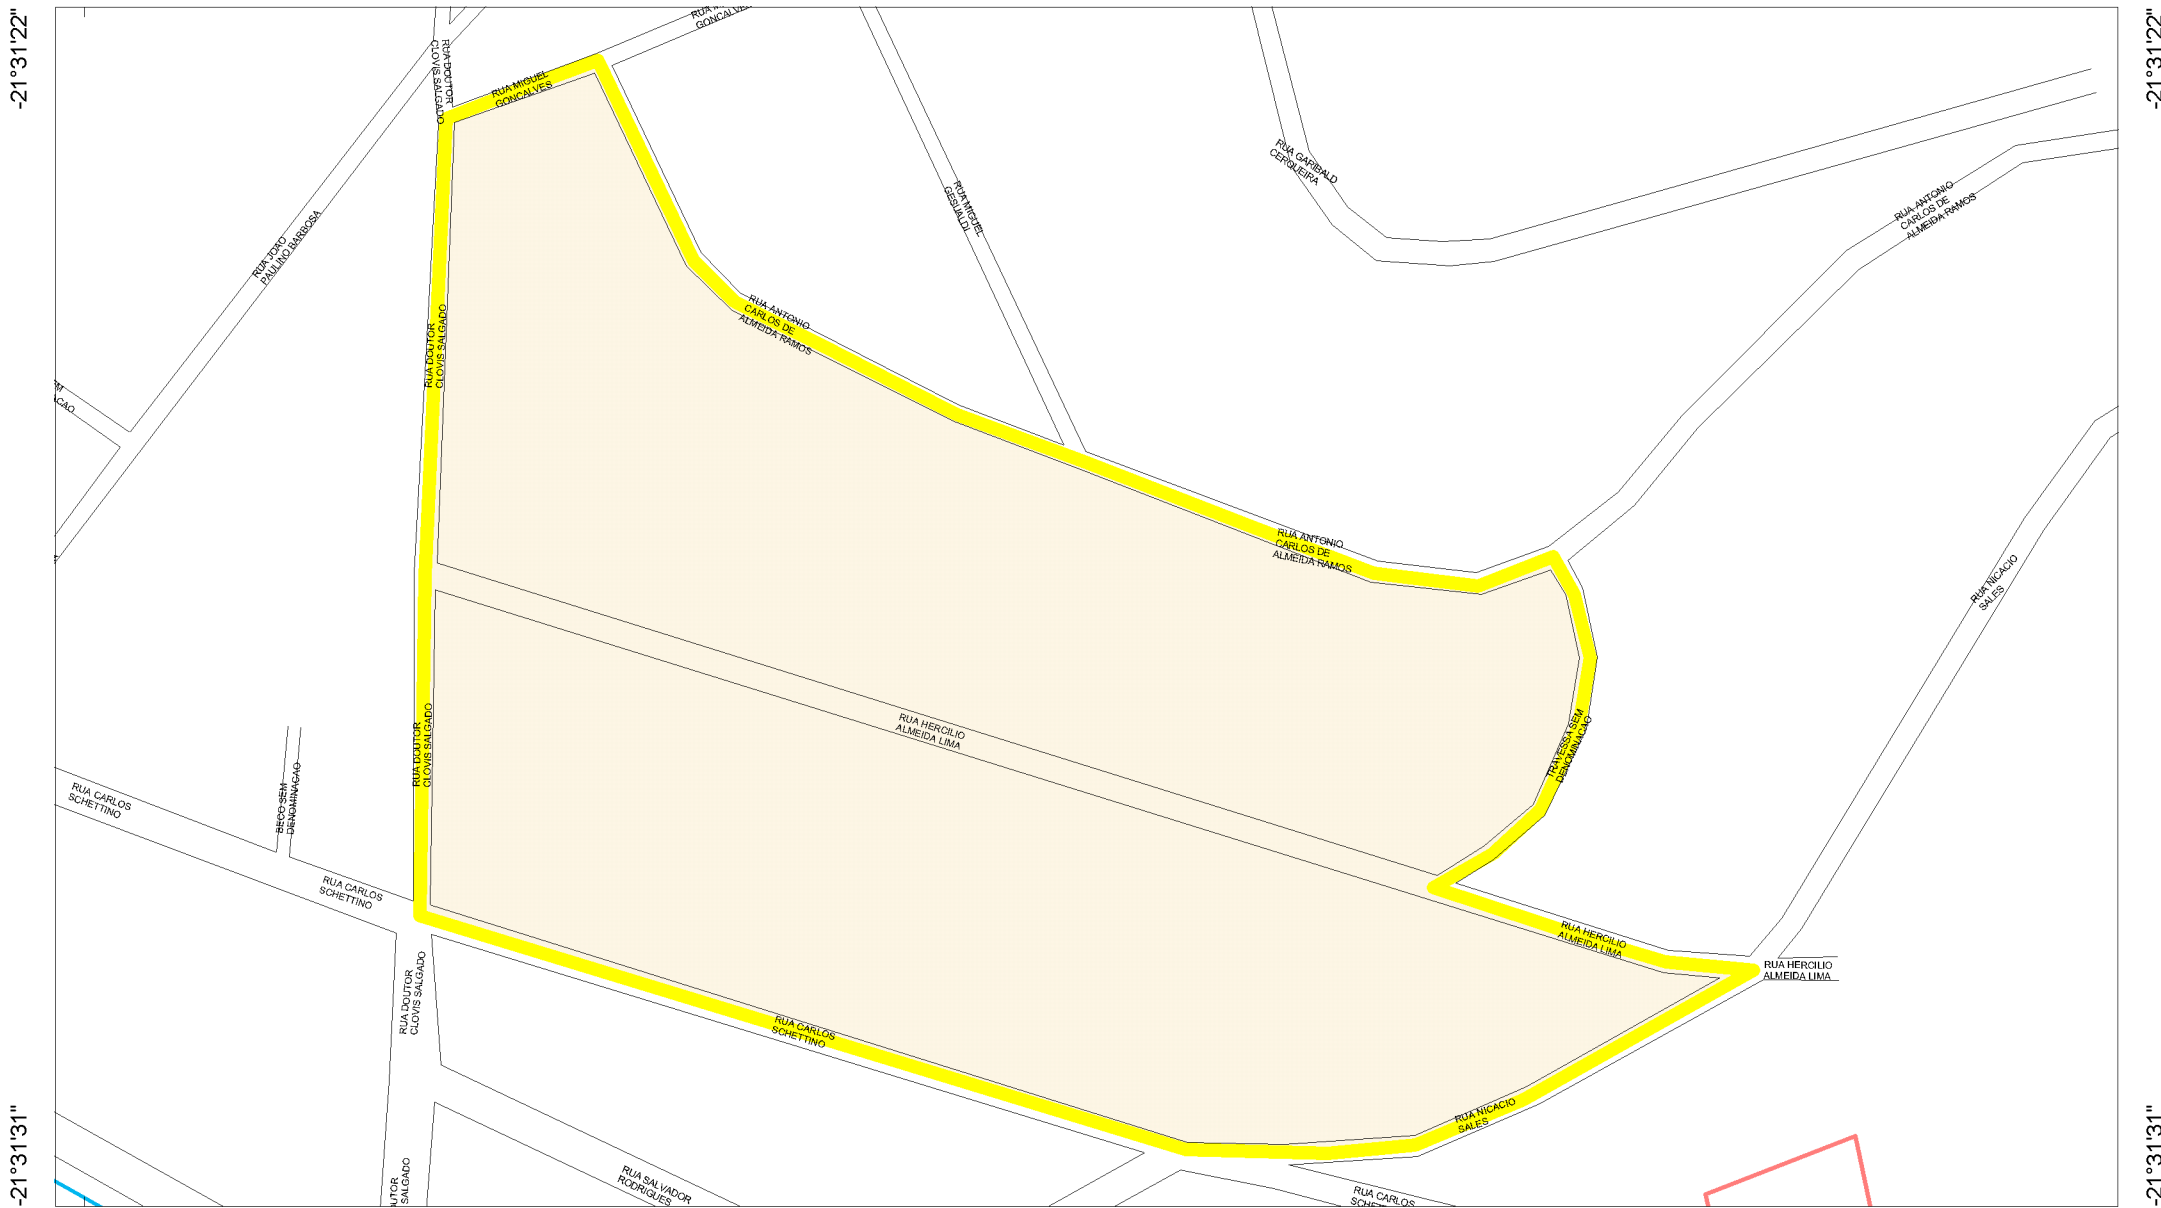 -21°31'22"
-21°31'22"
GONCALVES
RUA DOUTOR
CLOVIS SALGADO
RUA MIGUEL
GONCALVES
RUA GARIBALD
CERQUEIRA
RUA MIGUEL
GESUALDI
RUA ANTONIO
CARLOS DE
ALMEIDA RAMOS
RUA JOAO
PAULINO BARBOSA
RUA ANTONIO
CARLOS DE
ALMEIDA RAMOS
RUA DOUTOR
CLOVIS SALGADO
RUA ANTONIO
CARLOS DE
ALMEIDA RAMOS
RUA NICACIO
SALES
RUA HERCILIO
ALMEIDA LIMA
TRAVESSA SEM
DENOMINACAO
RUA DOUTOR
CLOVIS SALGADO
BECO SEM
DENOMINACAO
RUA CARLOS
SCHETTINO
RUA CARLOS
SCHETTINO
RUA HERCILIO
ALMEIDA LIMA
RUA HERCILIO
ALMEIDA LIMA
RUA DOUTOR
CLOVIS SALGADO
RUA CARLOS
SCHETTINO
RUA NICACIO
SALES
-21°31'31"
-21°31'31"
RUA SALVADOR
RODRIGUES
SALGADO
RUA CARLOS